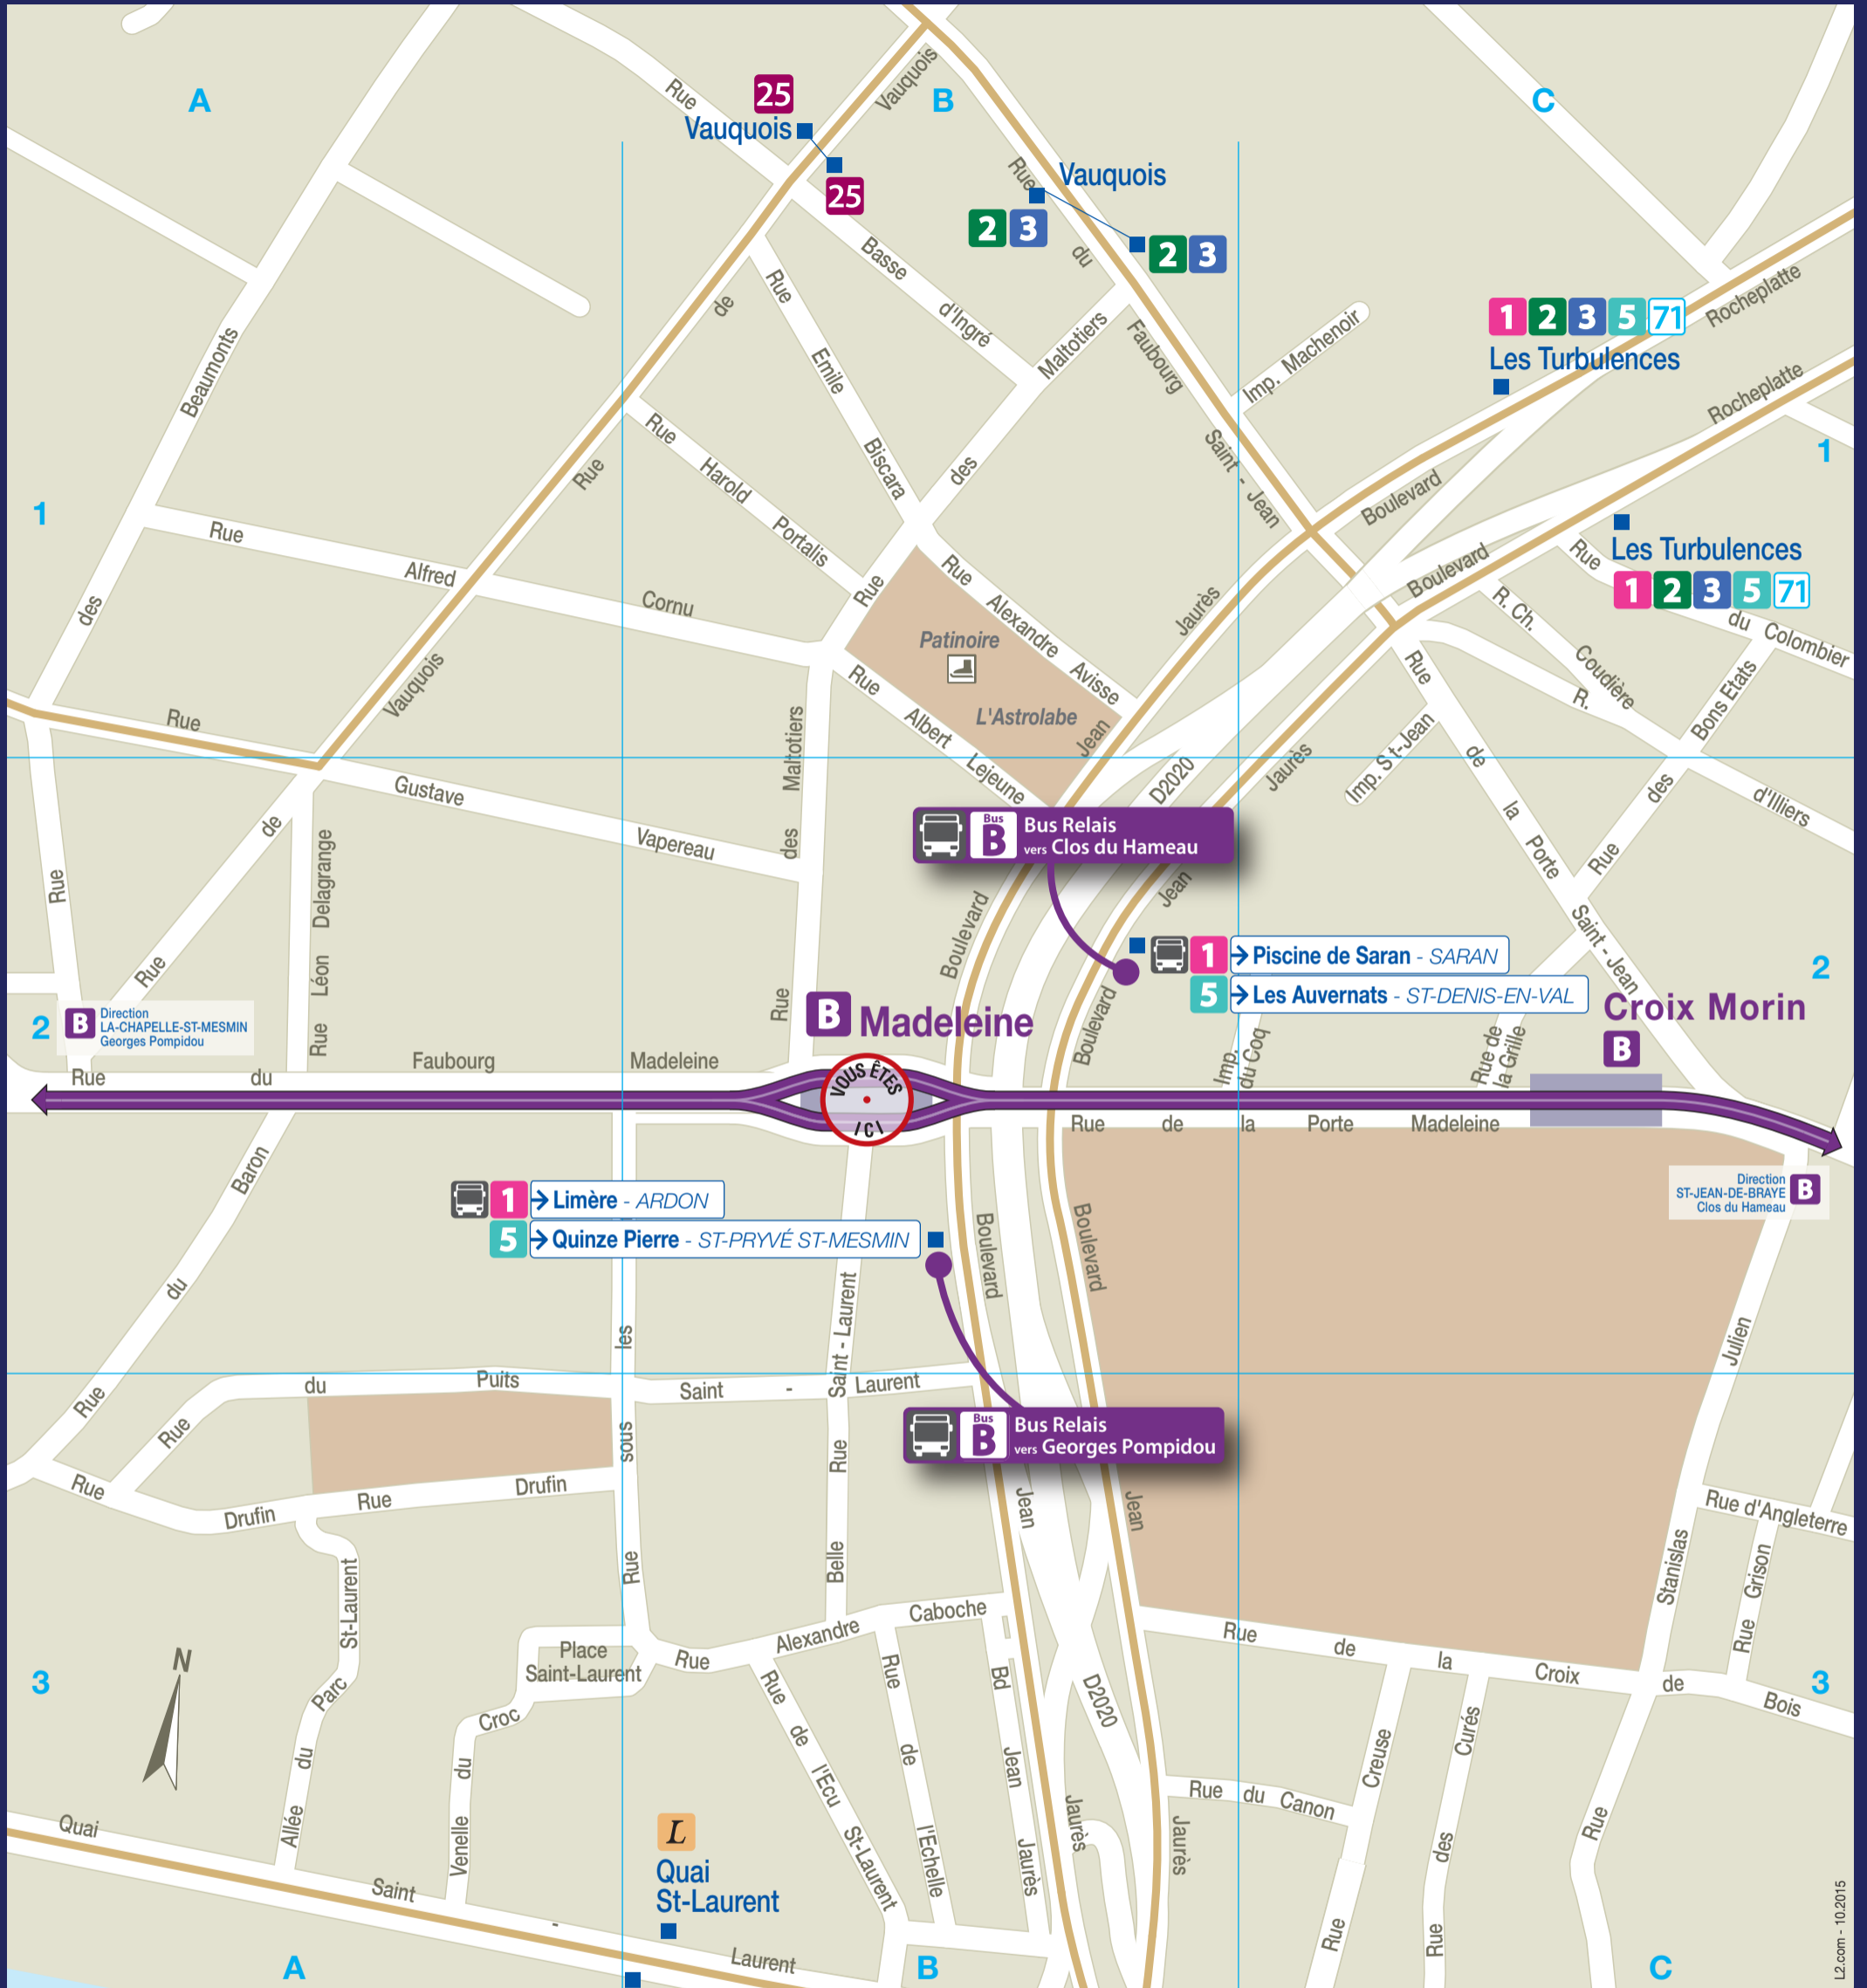 A
B
C
25
Vauquois
25
Vauquois
2 3
2 3
1 2 3 5 71
Les Turbulences
Les Turbulences
1 2 3 5 71
Rue
Basse
d'Ingré
Vauquois
de
Rue
Vauquois
de
Rue
Rue
du
Faubourg
Saint - Jean
Imp. Machenoir
Rocheplatte
Rocheplatte
Boulevard
Boulevard
Beaumonts
des
Rue
Emile
Biscara
Maltotiers
des
Rue
Rue
Harold
Portalis
1
1
Rue
Alfred
Cornu
Rue
Alexandre
Avisse
Patinoire
L'Astrolabe
Rue
Albert
Lejeune
Jaurès
Jean
Boulevard
Rue
du
Colombier
R. Ch.
Coudière
R.
d'Illiers
Bons Etats
des
Rue
Rue
de
la
Porte
Saint - Jean
Imp. St-Jean
Jaurès
Jean
Boulevard
D2020
Rue
Gustave
Vapereau
Maltotiers
des
Rue
Rue
Delagrange
Léon
Rue
Bus
B
Bus Relais
vers Clos du Hameau
1 Piscine de Saran - SARAN
5 Les Auvernats - ST-DENIS-EN-VAL
2
2
B Direction
LA-CHAPELLE-ST-MESMIN
Georges Pompidou
B Madeleine
Croix Morin
B
Imp.
du Coq
Rue de
la Grille
Rue du Faubourg Madeleine
VOUS ÊTES
ICI
Rue de la Porte Madeleine
Direction
ST-JEAN-DE-BRAYE
Clos du Hameau
B
1 Limère - ARDON
5 Quinze Pierre - ST-PRYVÉ ST-MESMIN
Baron
du
Rue
les
sous
Rue
Saint - Laurent
Rue
Belle
Boulevard
Boulevard
Jean
Jean
Julien
Stanislas
Rue
Rue
du
Puits
Saint - Laurent
Bus
B
Bus Relais
vers Georges Pompidou
Rue
Drufin
Rue
Drufin
Rue d'Angleterre
Rue Grison
St-Laurent
Parc
du
Allée
Place
Saint-Laurent
Rue
Alexandre
Caboche
Rue
de
la
Croix
de
Bois
N
3
3
Croc
du
Venelle
Rue
de
l'Ecu
St-Laurent
Rue
de
l'Echelle
Bd
Jean
Jaurès
D2020
Jaurès
Jaurès
Rue du Canon
Creuse
Rue
Curés
des
Rue
Quai
Saint
-
Laurent
L
Quai
St-Laurent
A
B
C
L2.com - 10.2015